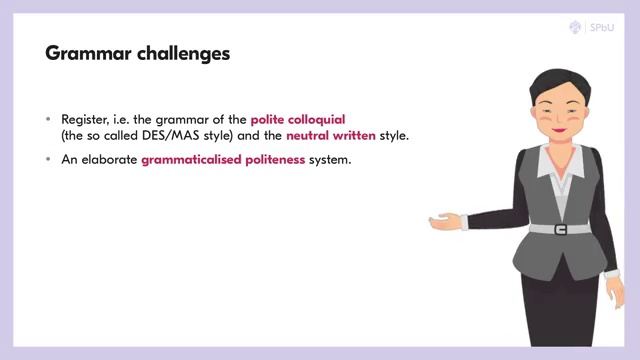 SPbU
Grammar challenges
• Register, i.e. the grammar of the polite colloquial
(the so called DES/MAS style) and the neutral written style.
• An elaborate grammaticalised politeness system.